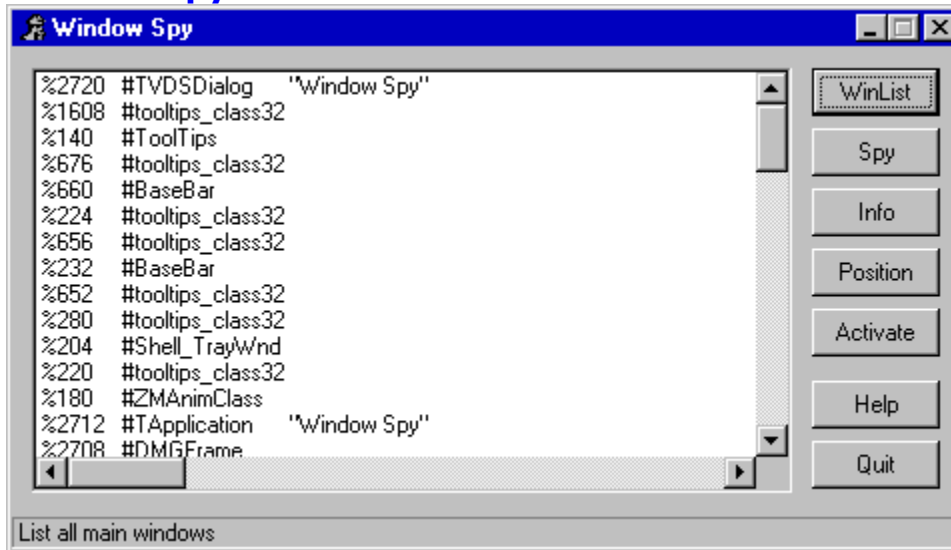 Window Spy
%2720 #TVDSDialog "Window Spy"
%1608 #tooltips_class32
%140 #ToolTips
%676 #tooltips_class32
%660 #BaseBar
%224 #tooltips_class32
%656 #tooltips_class32
%232 #BaseBar
%652 #tooltips_class32
%280 #tooltips_class32
%204 #Shell_TrayWnd
%220 #tooltips_class32
%180 #ZMAnimClass
%2712 #TApplication "Window Spy"
%2708 #DMGFrame
WinList
Spy
Info
Position
Activate
Help
Quit
List all main windows